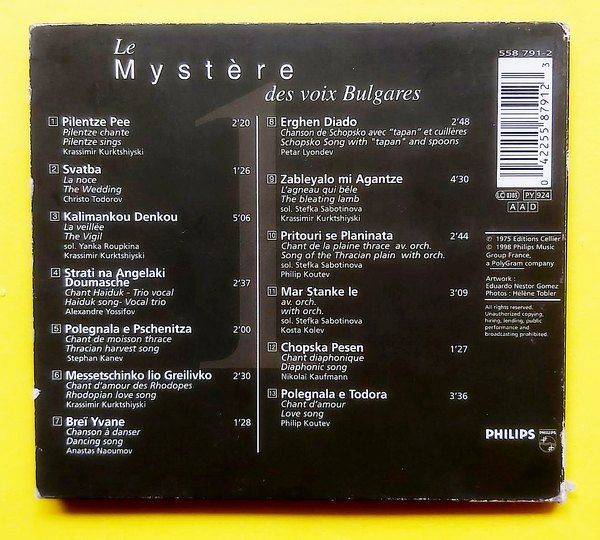 Le
Mystère
des voix Bulgares
1
1 Pilentze Pee 2'20
Pilentze chante
Pilentze sings
Krassimir Kurktshiyski
2 Svatba 1'26
La noce
The Wedding
Christo Todorov
3 Kalimankou Denkou 5'06
La veillée
The Vigil
sol. Yanka Roupkina
Krassimir Kurktshiyski
4 Strati na Angelaki
Doumasche 2'37
Chant Haiduk - Trio vocal
Haiduk song- Vocal trio
Alexandre Yossifov
5 Polegnala e Pschenitza 2'00
Chant de moisson thrace
Thracian harvest song
Stephan Kanev
6 Messetschinko lio Greilivko 2'30
Chant d'amour des Rhodopes
Rhodopian love song
Krassimir Kurktshiyski
7 Breï Yvane 1'28
Chanson à danser
Dancing song
Anastas Naoumov
8 Erghen Diado 2'48
Chanson de Schopsko avec "tapan" et cuillères
Schopsko Song with "tapan" and spoons
Petar Lyondev
9 Zableyalo mi Agantze 4'30
L'agneau qui bêle
The bleating lamb
sol. Stefka Sabotinova
Krassimir Kurktshiyski
10 Pritouri se Planinata 2'44
Chant de la plaine thrace av. orch.
Song of the Thracian plain with orch.
sol. Stefka Sabotinova
Philip Koutev
11 Mar Stanke le 3'09
av. orch.
with orch.
sol. Stefka Sabotinova
Kosta Kolev
12 Chopska Pesen 1'27
Chant diaphonique
Diaphonic song
Nikolai Kaufmann
13 Polegnala e Todora 3'36
Chant d'amour
Love song
Philip Koutev
558 791-2
0 42255 87912 3
LC 0305 PY 924
AAD
℗ 1975 Editions Cellier
© 1998 Philips Music
Group France,
a PolyGram company
Artwork :
Eduardo Nestor Gomez
Photos : Hélène Tobler
All rights reserved.
Unauthorized copying,
hiring, lending, public
performance and
broadcasting prohibited.
PHILIPS
PHILIPS